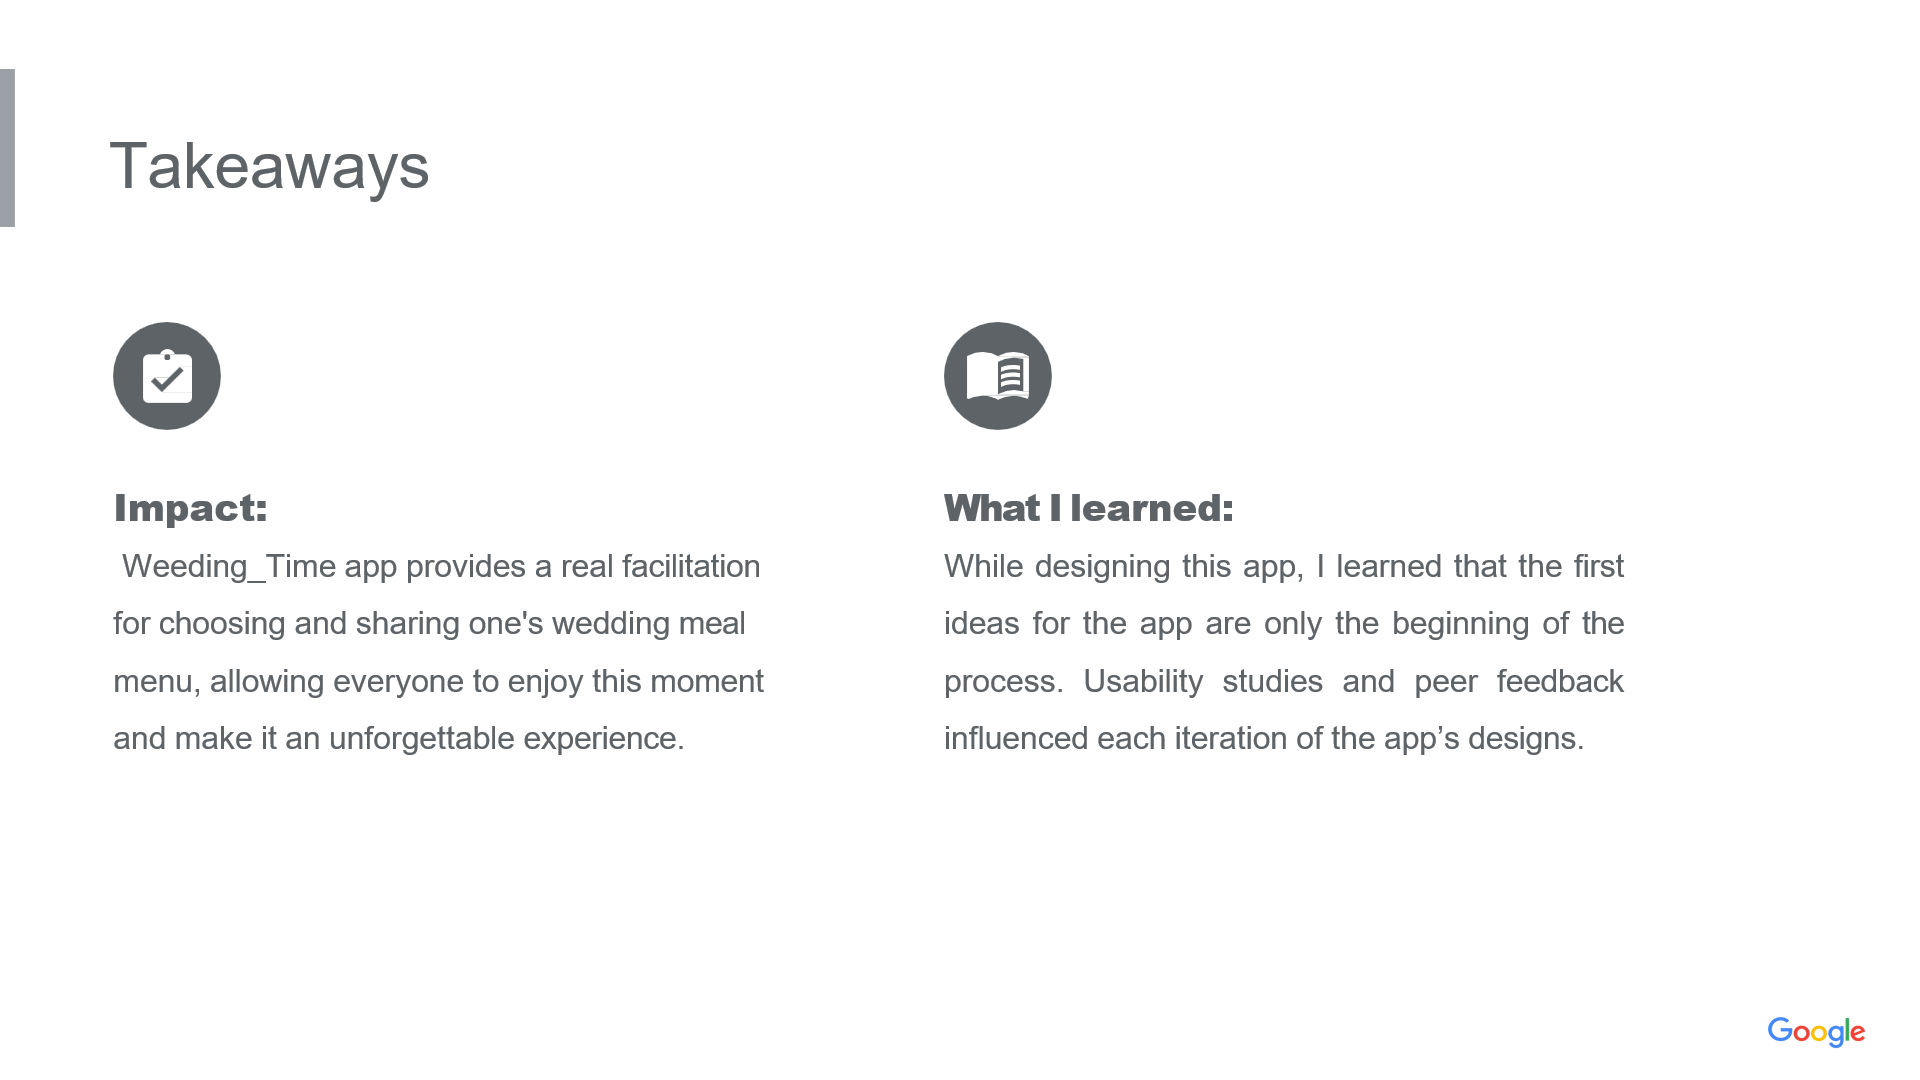 Takeaways
Impact:
Weeding_Time app provides a real facilitation
for choosing and sharing one's wedding meal
menu, allowing everyone to enjoy this moment
and make it an unforgettable experience.
What I learned:
While designing this app, I learned that the first
ideas for the app are only the beginning of the
process. Usability studies and peer feedback
influenced each iteration of the app’s designs.
Google